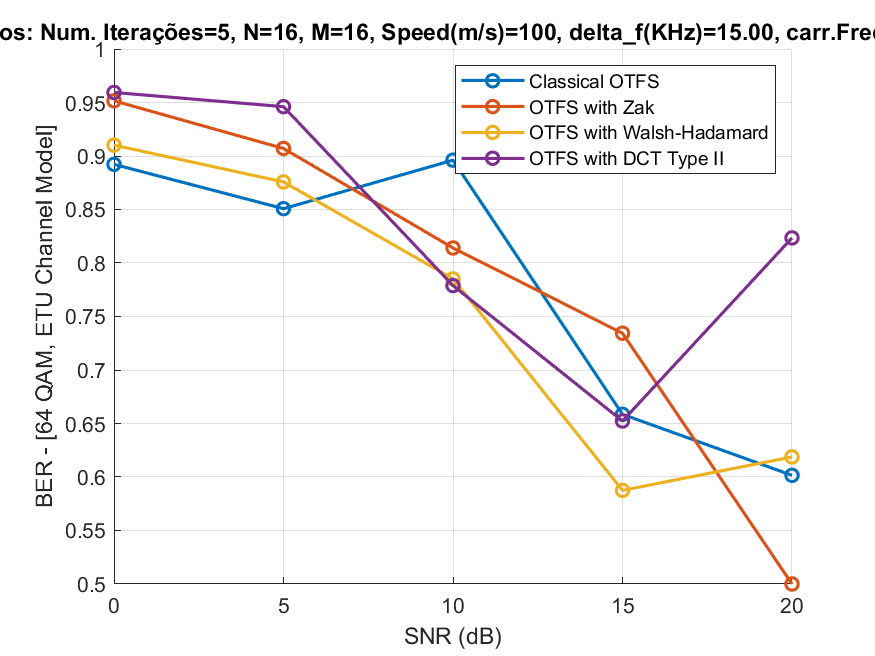 os: Num. Iterações=5, N=16, M=16, Speed(m/s)=100, delta_f(KHz)=15.00, carr.Fre
Classical OTFS
OTFS with Zak
OTFS with Walsh-Hadamard
OTFS with DCT Type II
1
0.95
0.9
0.85
0.8
0.75
0.7
0.65
0.6
0.55
0.5
BER - [64 QAM, ETU Channel Model]
0 5 10 15 20
SNR (dB)